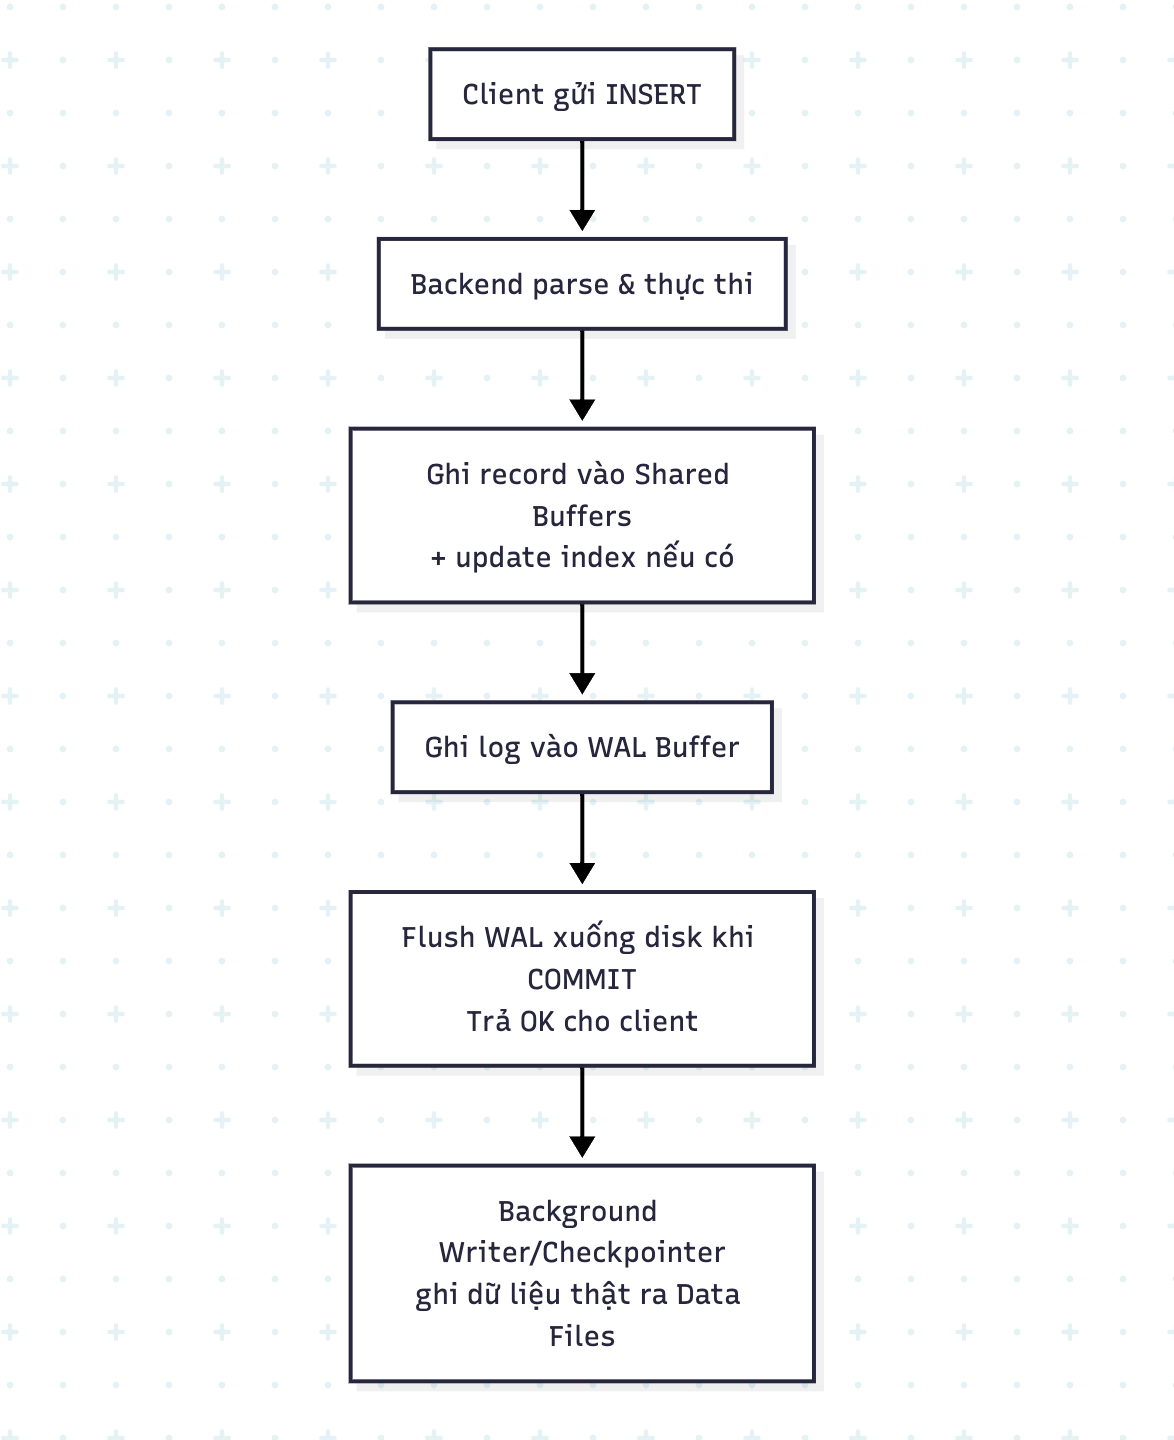 Client gửi INSERT
Backend parse & thực thi
Ghi record vào Shared
Buffers
+ update index nếu có
Ghi log vào WAL Buffer
Flush WAL xuống disk khi
COMMIT
Trả OK cho client
Background
Writer/Checkpointer
ghi dữ liệu thật ra Data
Files